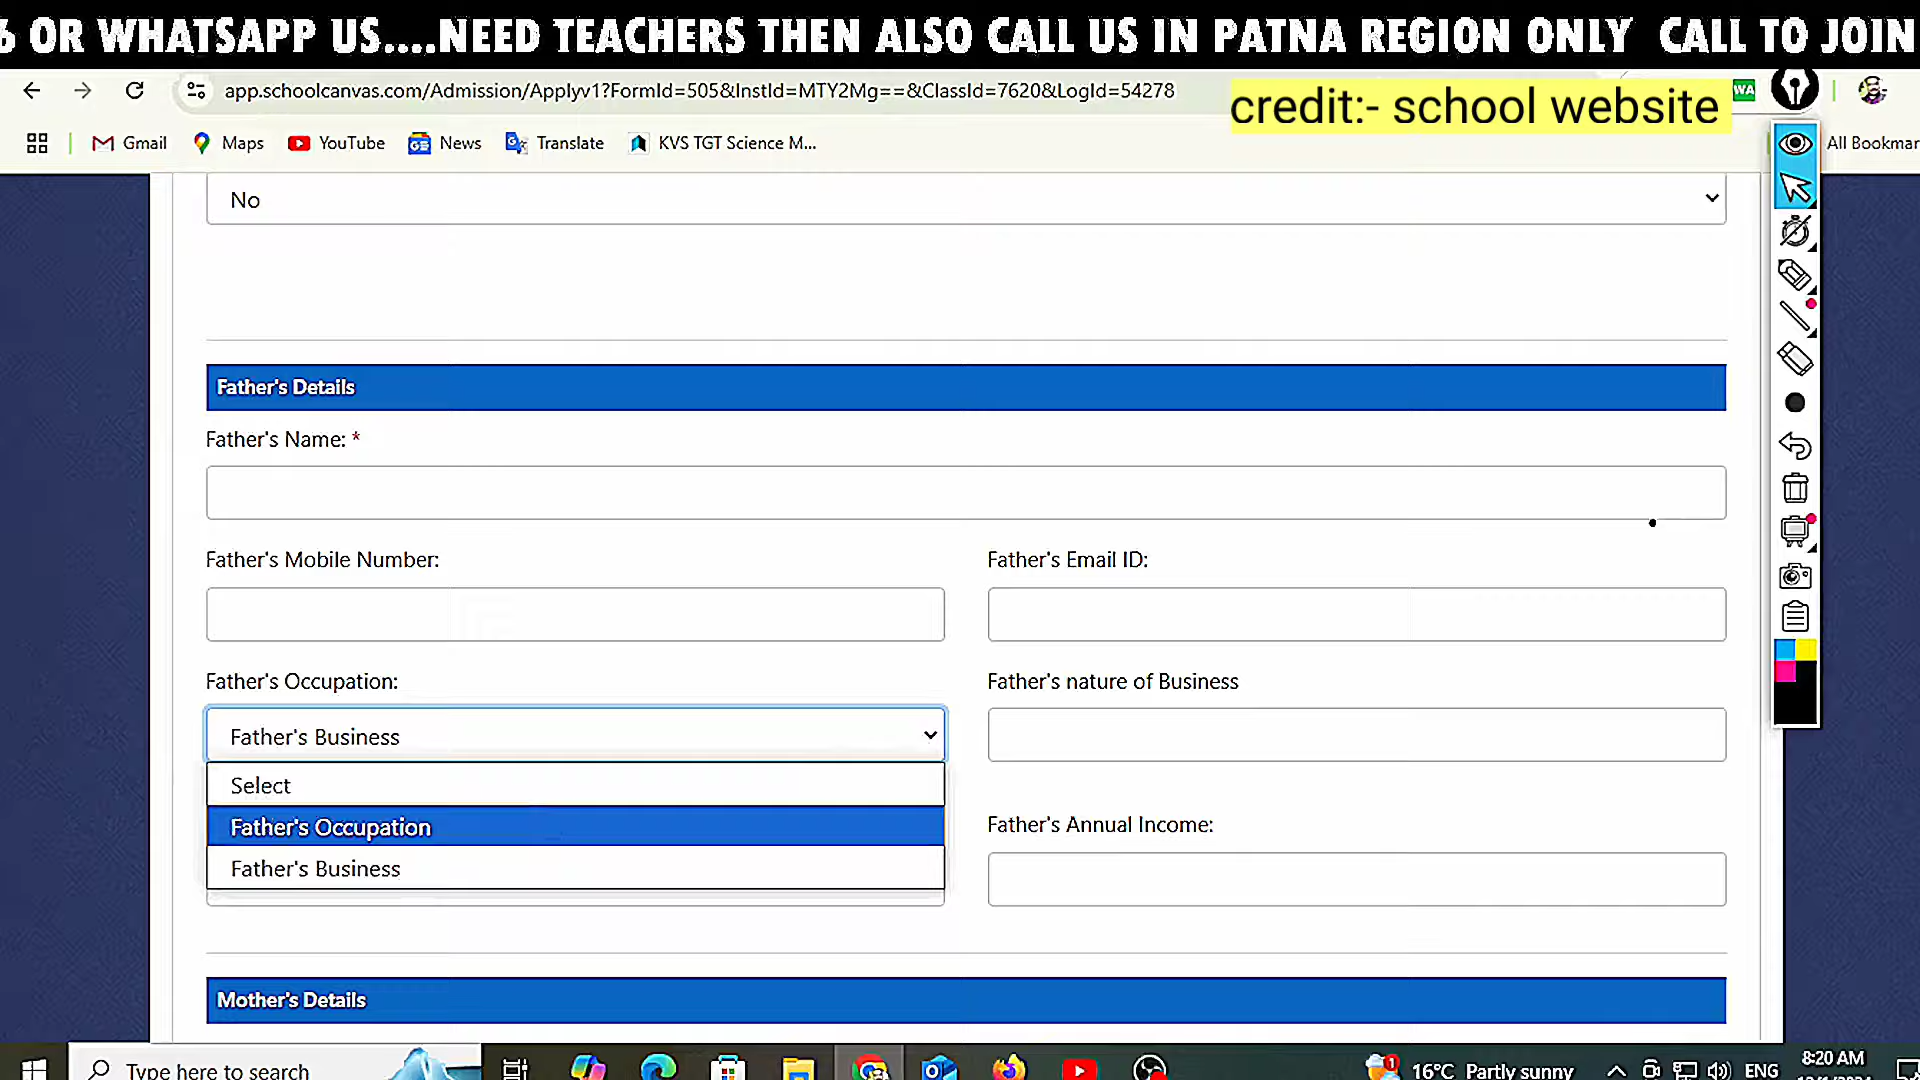 OR WHATSAPP US....NEED TEACHERS THEN ALSO CALL US IN PATNA REGION ONLY CALL TO JOIN
app.schoolcanvas.com/Admission/Applyv1?FormId=505&InstId=MTY2Mg==&ClassId=7620&LogId=54278
credit:- school website
WA
Gmail
Maps
YouTube
News
Translate
KVS TGT Science M...
All Bookmar
No
Father's Details
Father's Name: *
Father's Mobile Number:
Father's Email ID:
Father's Occupation:
Father's nature of Business
Father's Business
Select
Father's Occupation
Father's Business
Father's Annual Income:
Mother's Details
Type here to search
1
16°C Partly sunny
ENG
8:20 AM